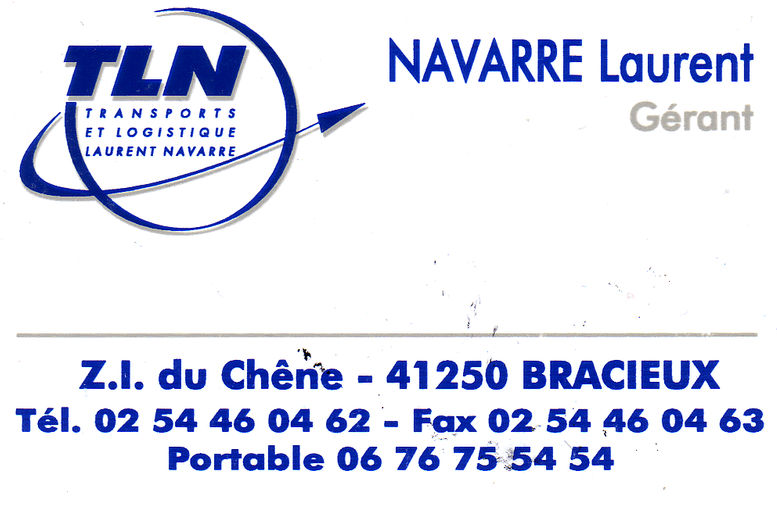 TLN
TRANSPORTS
ET LOGISTIQUE
LAURENT NAVARRE
NAVARRE Laurent
Gérant
Z.I. du Chêne - 41250 BRACIEUX
Tél. 02 54 46 04 62 - Fax 02 54 46 04 63
Portable 06 76 75 54 54